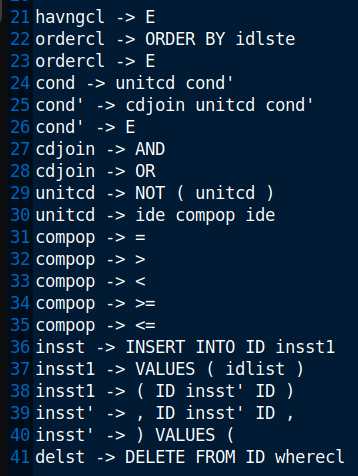 21 havngcl -> E
22 ordercl -> ORDER BY idlste
23 ordercl -> E
24 cond -> unitcd cond'
25 cond' -> cdjoin unitcd cond'
26 cond' -> E
27 cdjoin -> AND
28 cdjoin -> OR
29 unitcd -> NOT ( unitcd )
30 unitcd -> ide compop ide
31 compop -> =
32 compop -> >
33 compop -> <
34 compop -> >=
35 compop -> <=
36 insst -> INSERT INTO ID insst1
37 insst1 -> VALUES ( idlist )
38 insst1 -> ( ID insst' ID )
39 insst' -> , ID insst' ID ,
40 insst' -> ) VALUES (
41 delst -> DELETE FROM ID wherecl